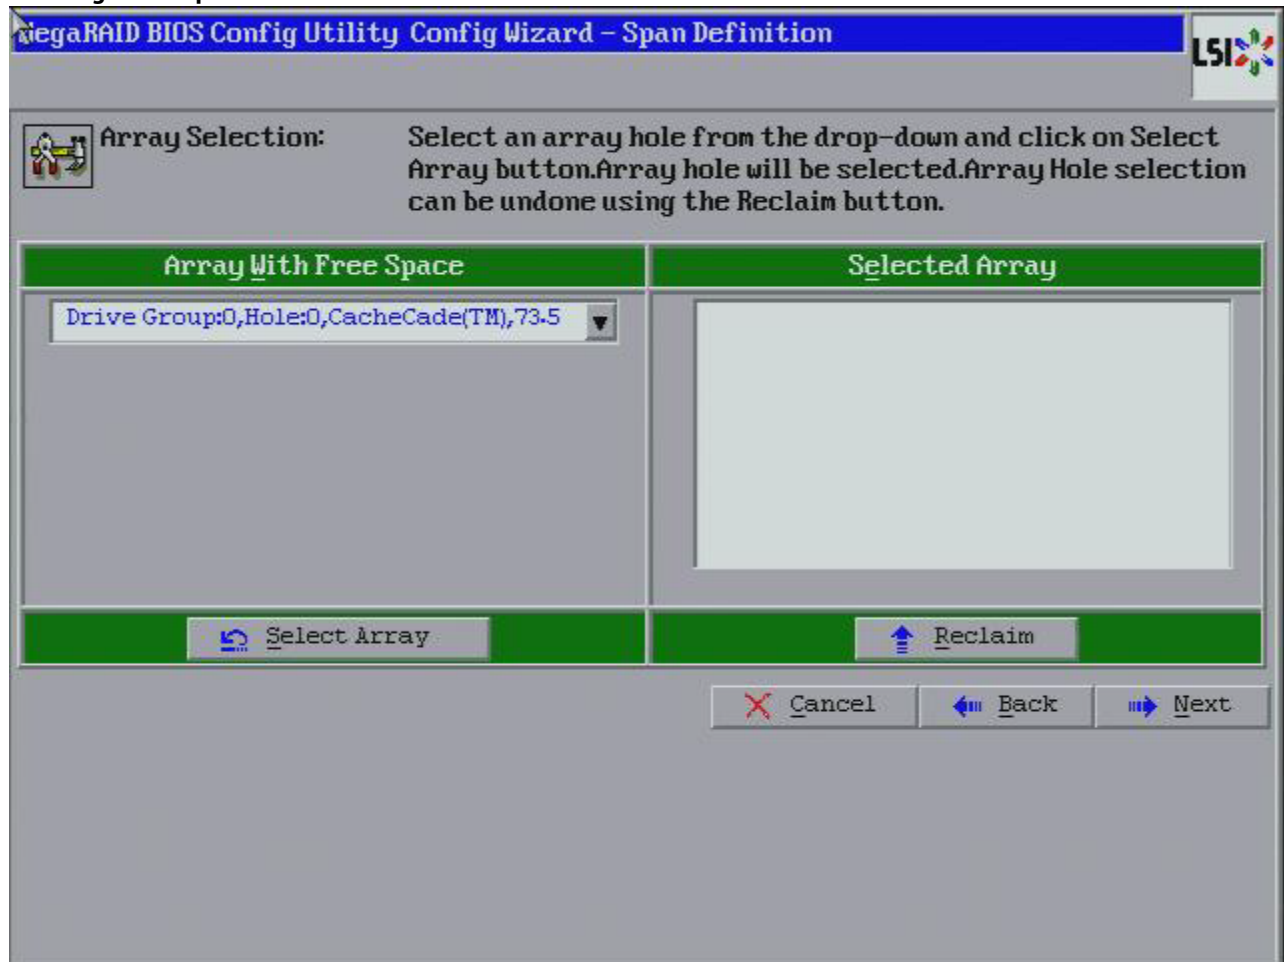 MegaRAID BIOS Config Utility Config Wizard – Span Definition
LSI
Array Selection:
Select an array hole from the drop-down and click on Select
Array button.Array hole will be selected.Array Hole selection
can be undone using the Reclaim button.
Array With Free Space
Selected Array
Drive Group:0,Hole:0,CacheCade(TM),73.5
Select Array
Reclaim
Cancel
Back
Next